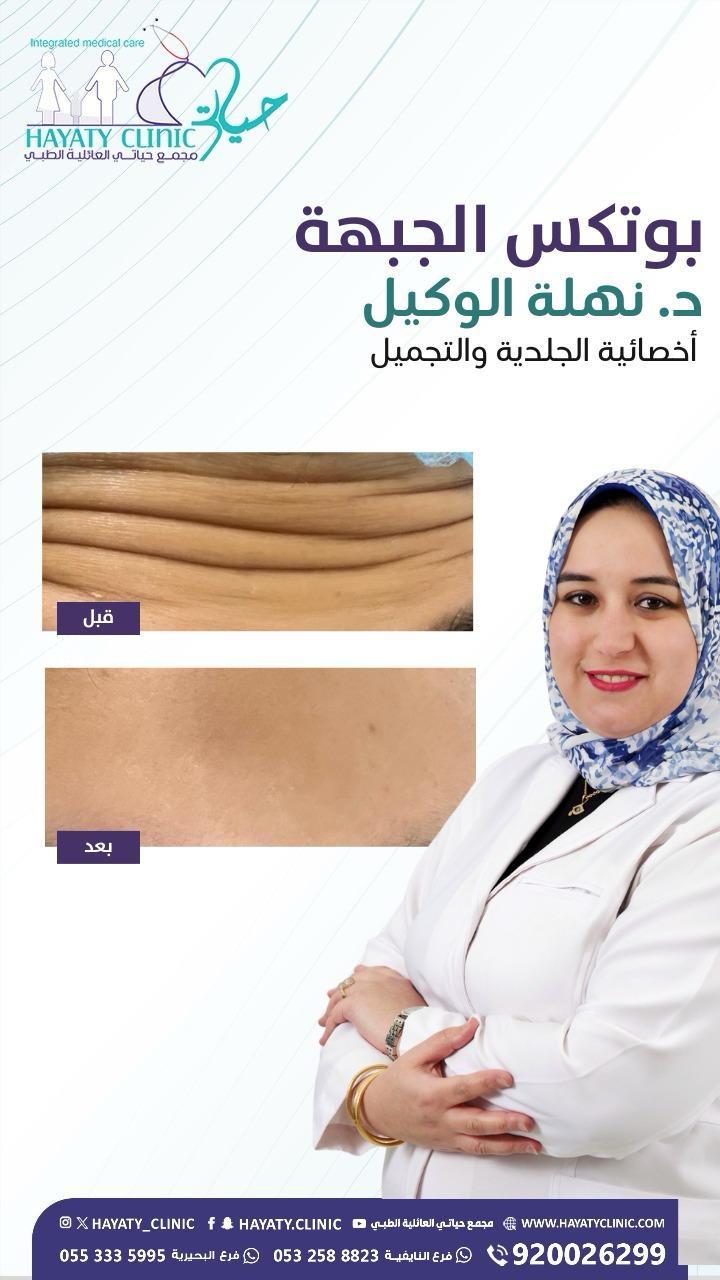 Integrated medical care
حياتي
HAYATY CLINIC
مجمع حياتي العائلية الطبي
بوتكس الجبهة
د. نهلة الوكيل
أخصائية الجلدية والتجميل
قبل
بعد
HAYATY_CLINIC HAYATY.CLINIC مجمع حياتي العائلية الطبي WWW.HAYATYCLINIC.COM
055 333 5995 فرع البحيرية 053 258 8823 فرع النايفية 920026299